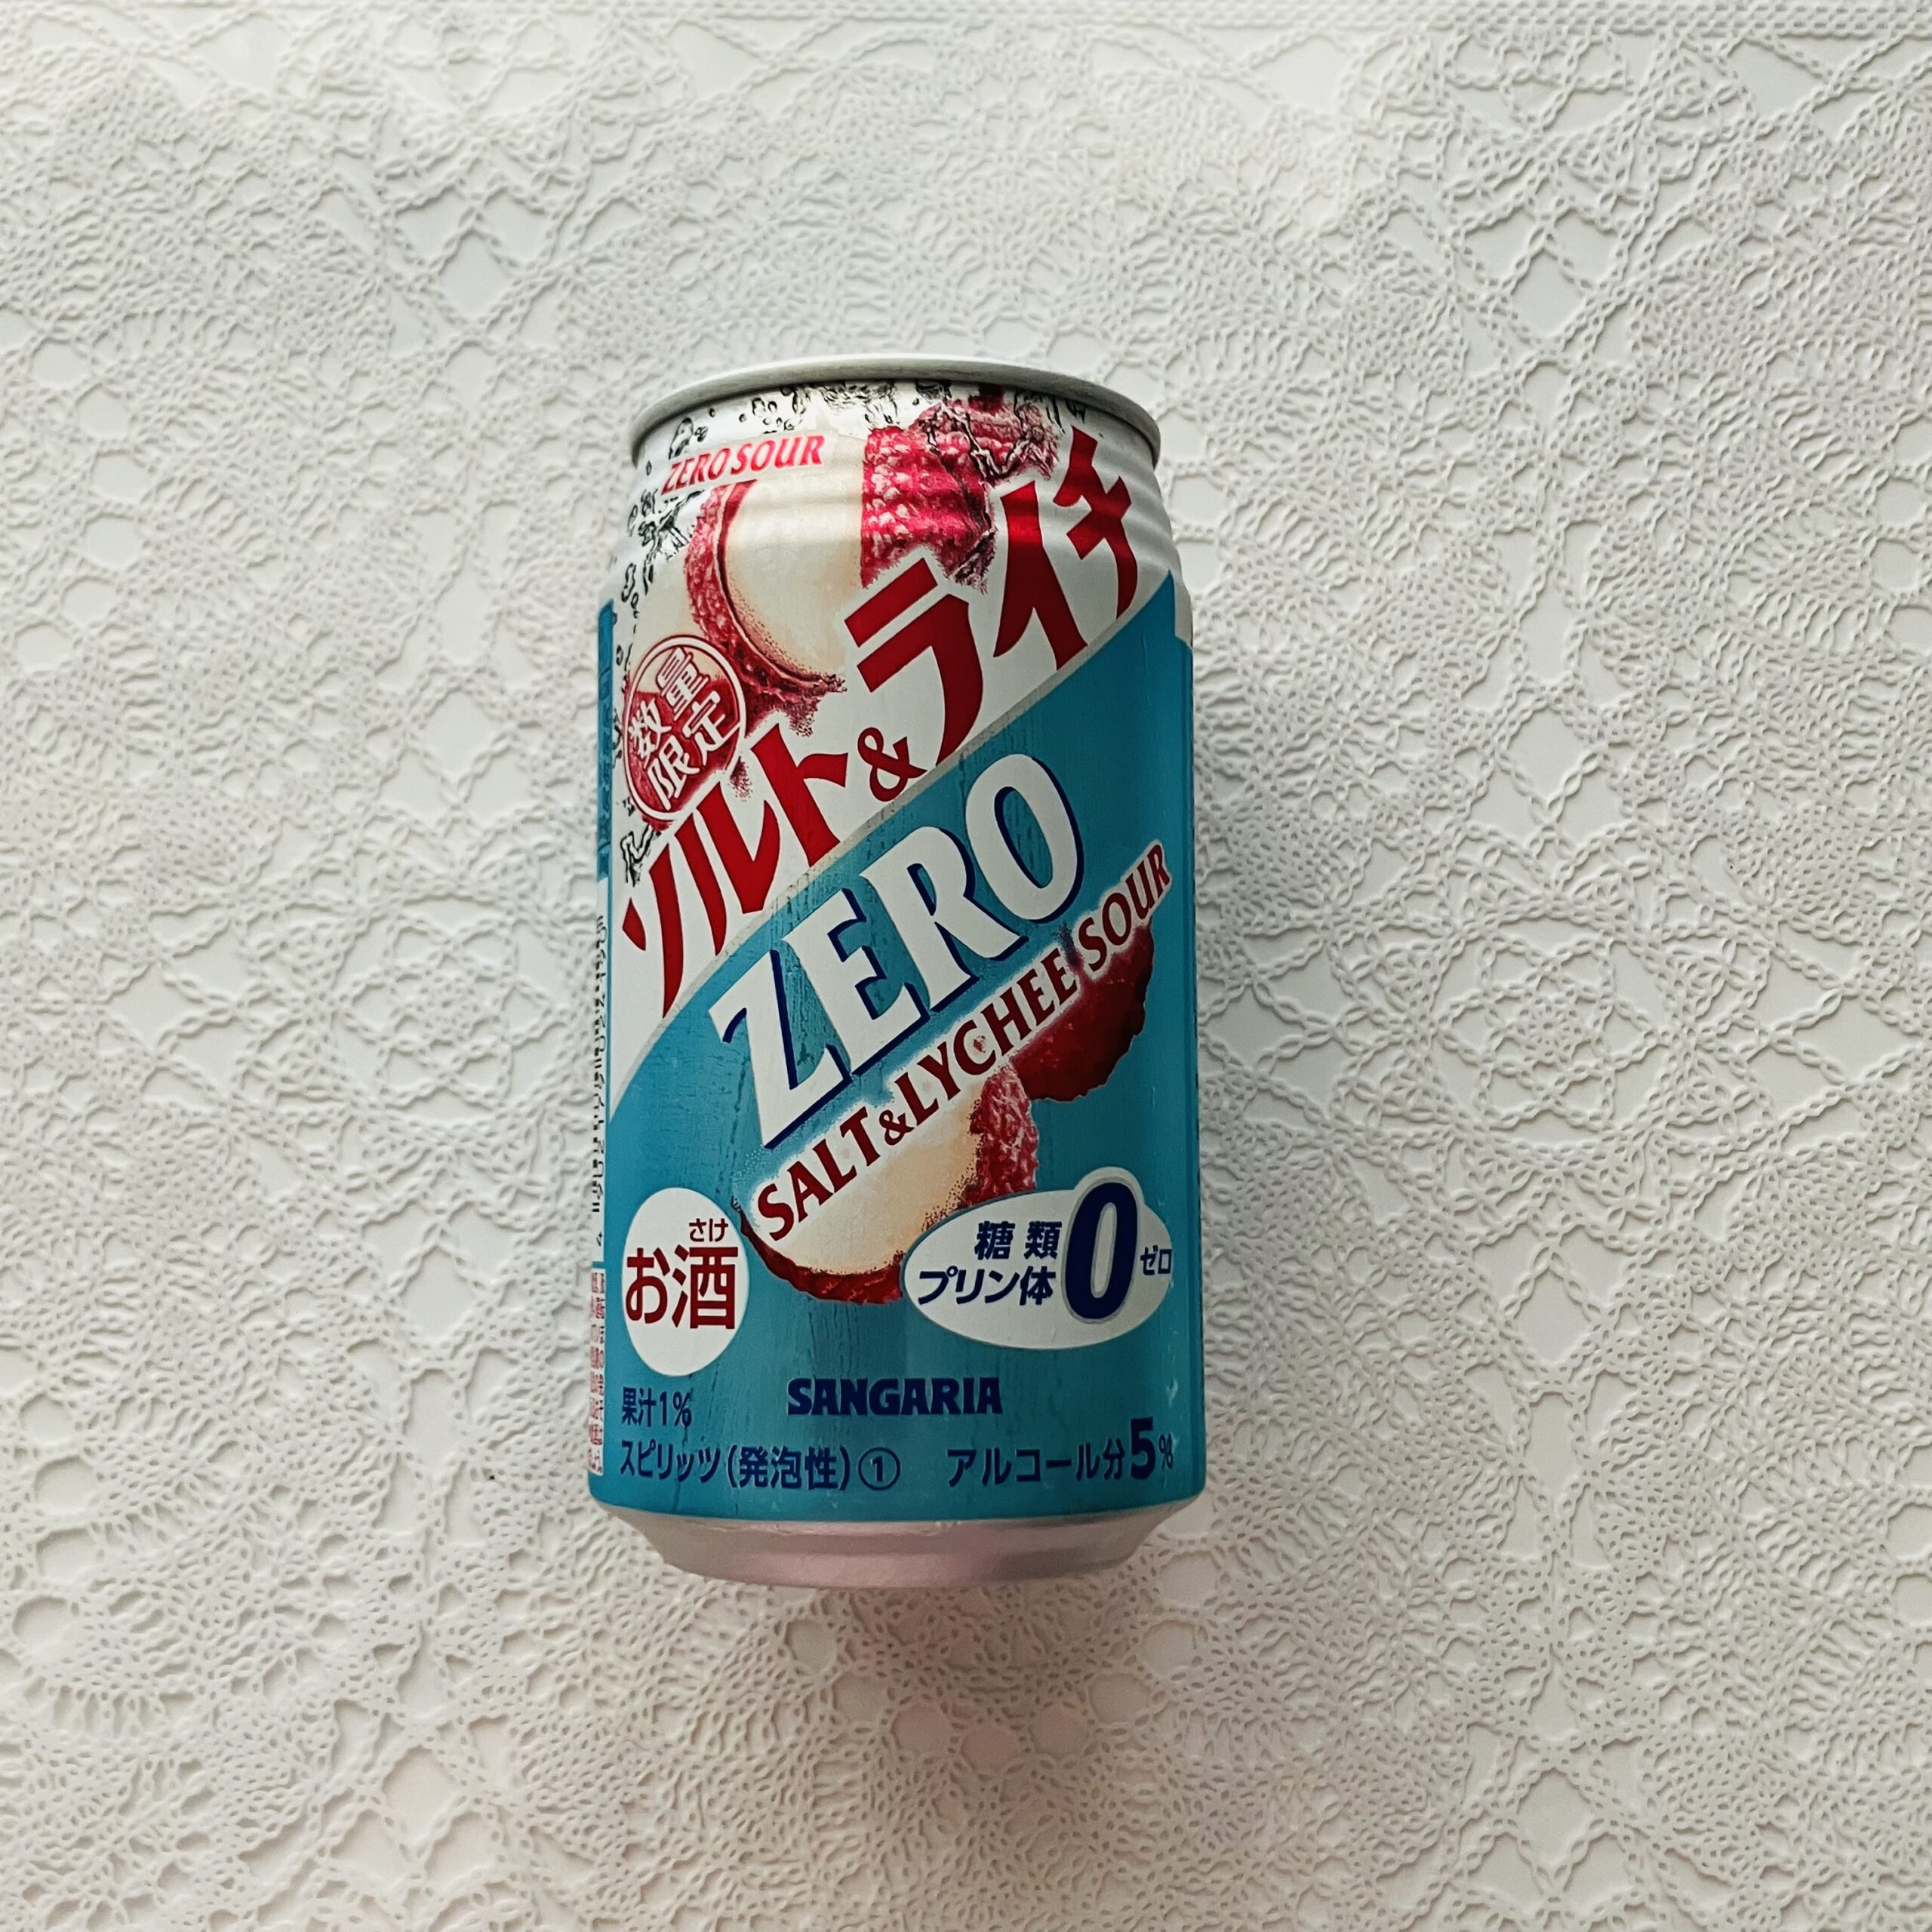 ZERO SOUR
ソルト&ライチ
数量
限定
ZERO
SALT&LYCHEE SOUR
さけ
お酒
糖類
プリン体
0
ゼロ
SANGARIA
果汁1%
スピリッツ(発泡性)①
アルコール分5%